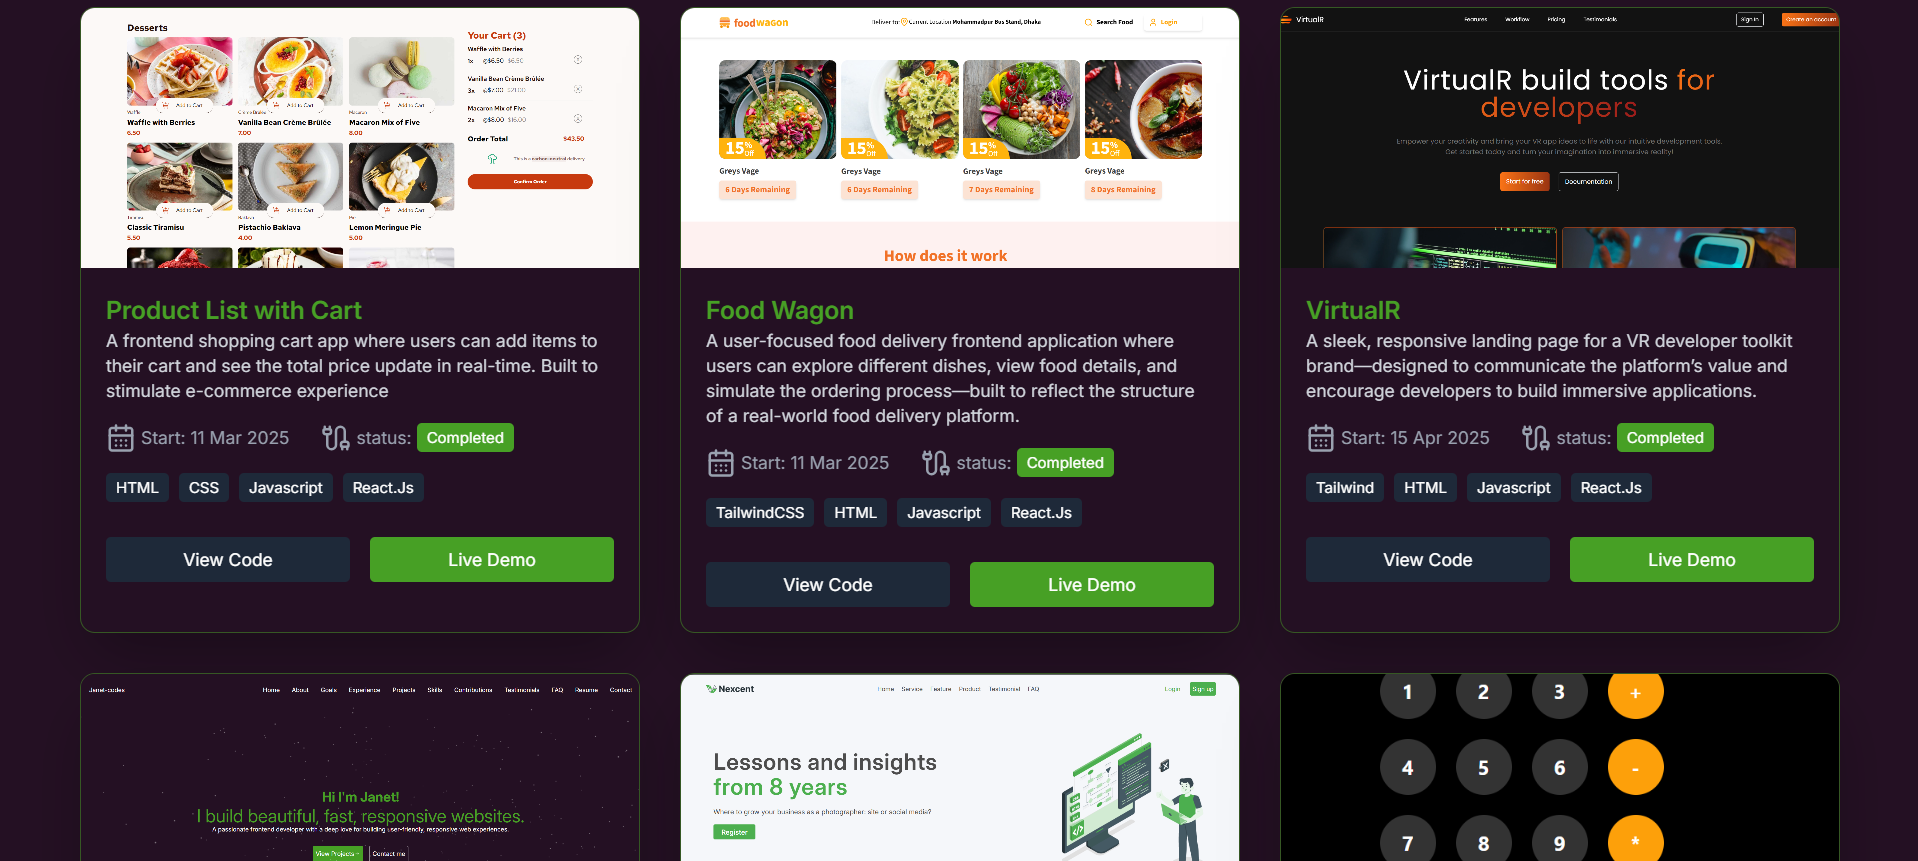 Desserts
Add to Cart
Add to Cart
Add to Cart
Waffle
Crème Brûlée
Macaron
Waffle with Berries
Vanilla Bean Crème Brûlée
Macaron Mix of Five
6.50
7.00
8.00
Add to Cart
Add to Cart
Add to Cart
Tiramisu
Baklava
Pie
Classic Tiramisu
Pistachio Baklava
Lemon Meringue Pie
5.50
4.00
5.00
Your Cart (3)
Waffle with Berries
1x @$6.50 $6.50
Vanilla Bean Crème Brûlée
3x @$7.00 $21.00
Macaron Mix of Five
2x @$8.00 $16.00
Order Total $43.50
This is a carbon-neutral delivery
Confirm Order
Product List with Cart
A frontend shopping cart app where users can add items to
their cart and see the total price update in real-time. Built to
stimulate e-commerce experience
Start: 11 Mar 2025 status: Completed
HTML CSS Javascript React.Js
View Code Live Demo
foodwagon Deliver to: Current Location Mohammadpur Bus Stand, Dhaka Search Food Login
15% Off
15% Off
15% Off
15% Off
Greys Vage
Greys Vage
Greys Vage
Greys Vage
6 Days Remaining
6 Days Remaining
7 Days Remaining
8 Days Remaining
How does it work
Food Wagon
A user-focused food delivery frontend application where
users can explore different dishes, view food details, and
simulate the ordering process—built to reflect the structure
of a real-world food delivery platform.
Start: 11 Mar 2025 status: Completed
TailwindCSS HTML Javascript React.Js
View Code Live Demo
VirtualR Features Workflow Pricing Testimonials Sign In Create an account
VirtualR build tools for
developers
Empower your creativity and bring your VR app ideas to life with our intuitive development tools.
Get started today and turn your imagination into immersive reality!
Start for free Documentation
VirtualR
A sleek, responsive landing page for a VR developer toolkit
brand—designed to communicate the platform's value and
encourage developers to build immersive applications.
Start: 15 Apr 2025 status: Completed
Tailwind HTML Javascript React.Js
View Code Live Demo
Janet-codes Home About Goals Experience Projects Skills Contributions Testimonials FAQ Resume Contact
Hi I'm Janet!
I build beautiful, fast, responsive websites.
A passionate frontend developer with a deep love for building user-friendly, responsive web experiences.
View Projects Contact me
Nexcent Home Service Feature Product Testimonial FAQ Login Sign up
Lessons and insights
from 8 years
Where to grow your business as a photographer: site or social media?
Register
1 2 3 +
4 5 6 -
7 8 9 *